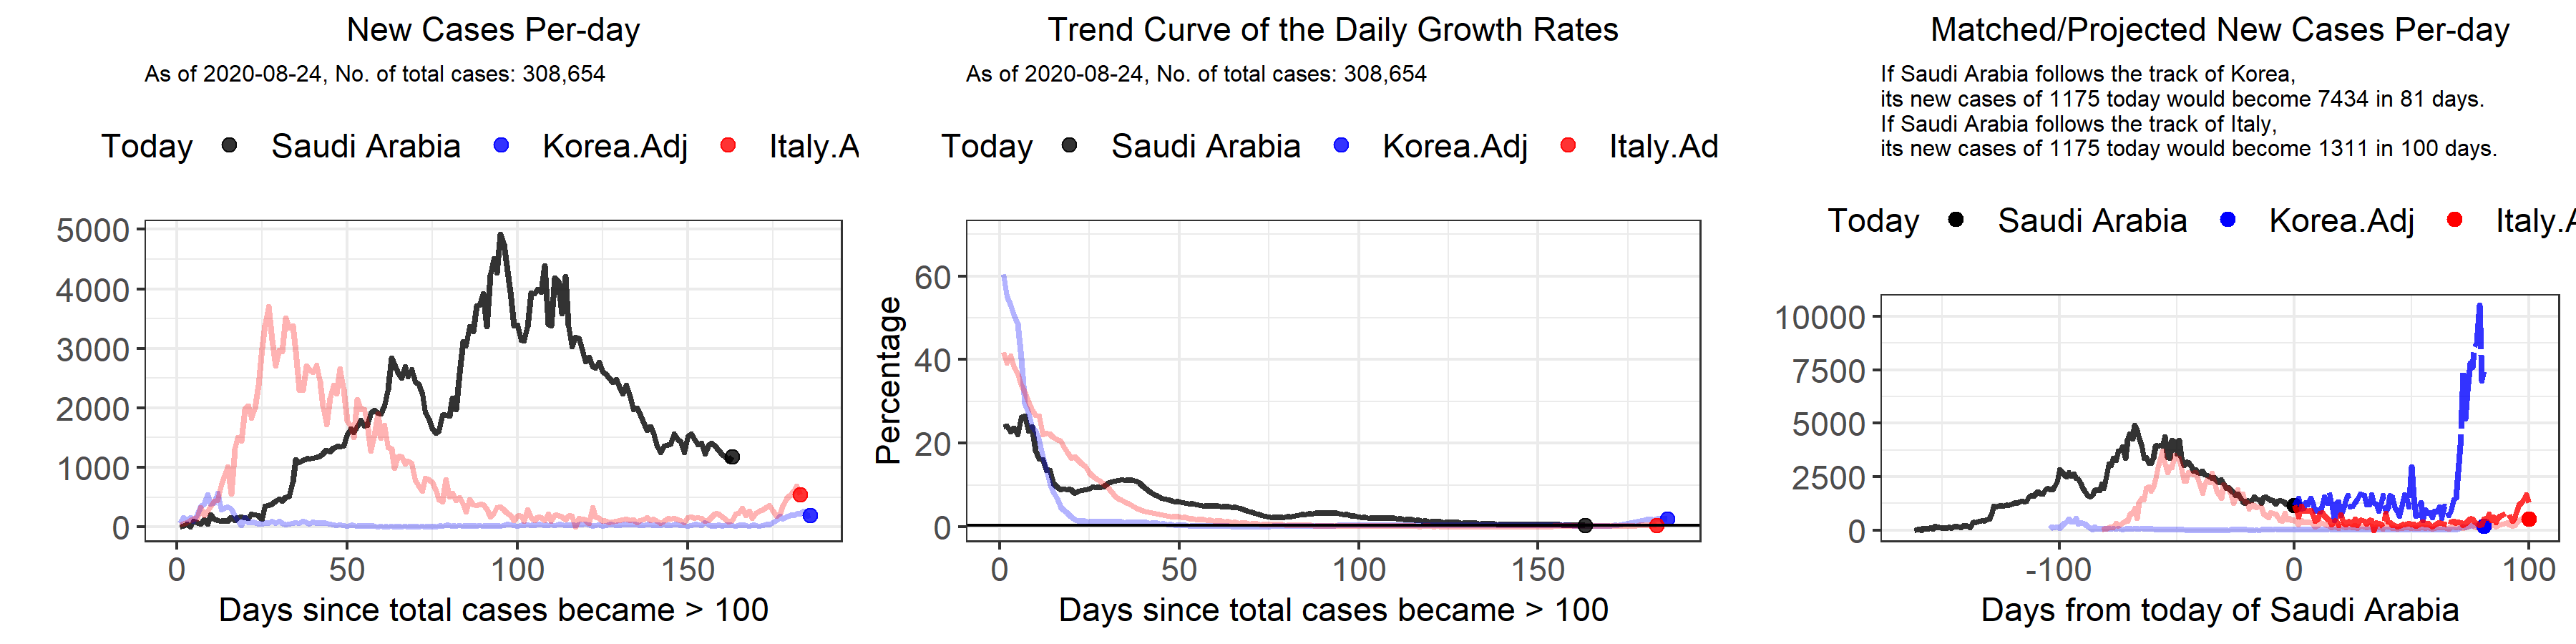 New Cases Per-day
As of 2020-08-24, No. of total cases: 308,654
Today Saudi Arabia Korea.Adj Italy.A
5000
4000
3000
2000
1000
0
0 50 100 150
Days since total cases became > 100
Trend Curve of the Daily Growth Rates
As of 2020-08-24, No. of total cases: 308,654
Today Saudi Arabia Korea.Adj Italy.Ad
Percentage
60
40
20
0
0 50 100 150
Days since total cases became > 100
Matched/Projected New Cases Per-day
If Saudi Arabia follows the track of Korea,
its new cases of 1175 today would become 7434 in 81 days.
If Saudi Arabia follows the track of Italy,
its new cases of 1175 today would become 1311 in 100 days.
Today Saudi Arabia Korea.Adj Italy.A
10000
7500
5000
2500
0
-100 0 100
Days from today of Saudi Arabia